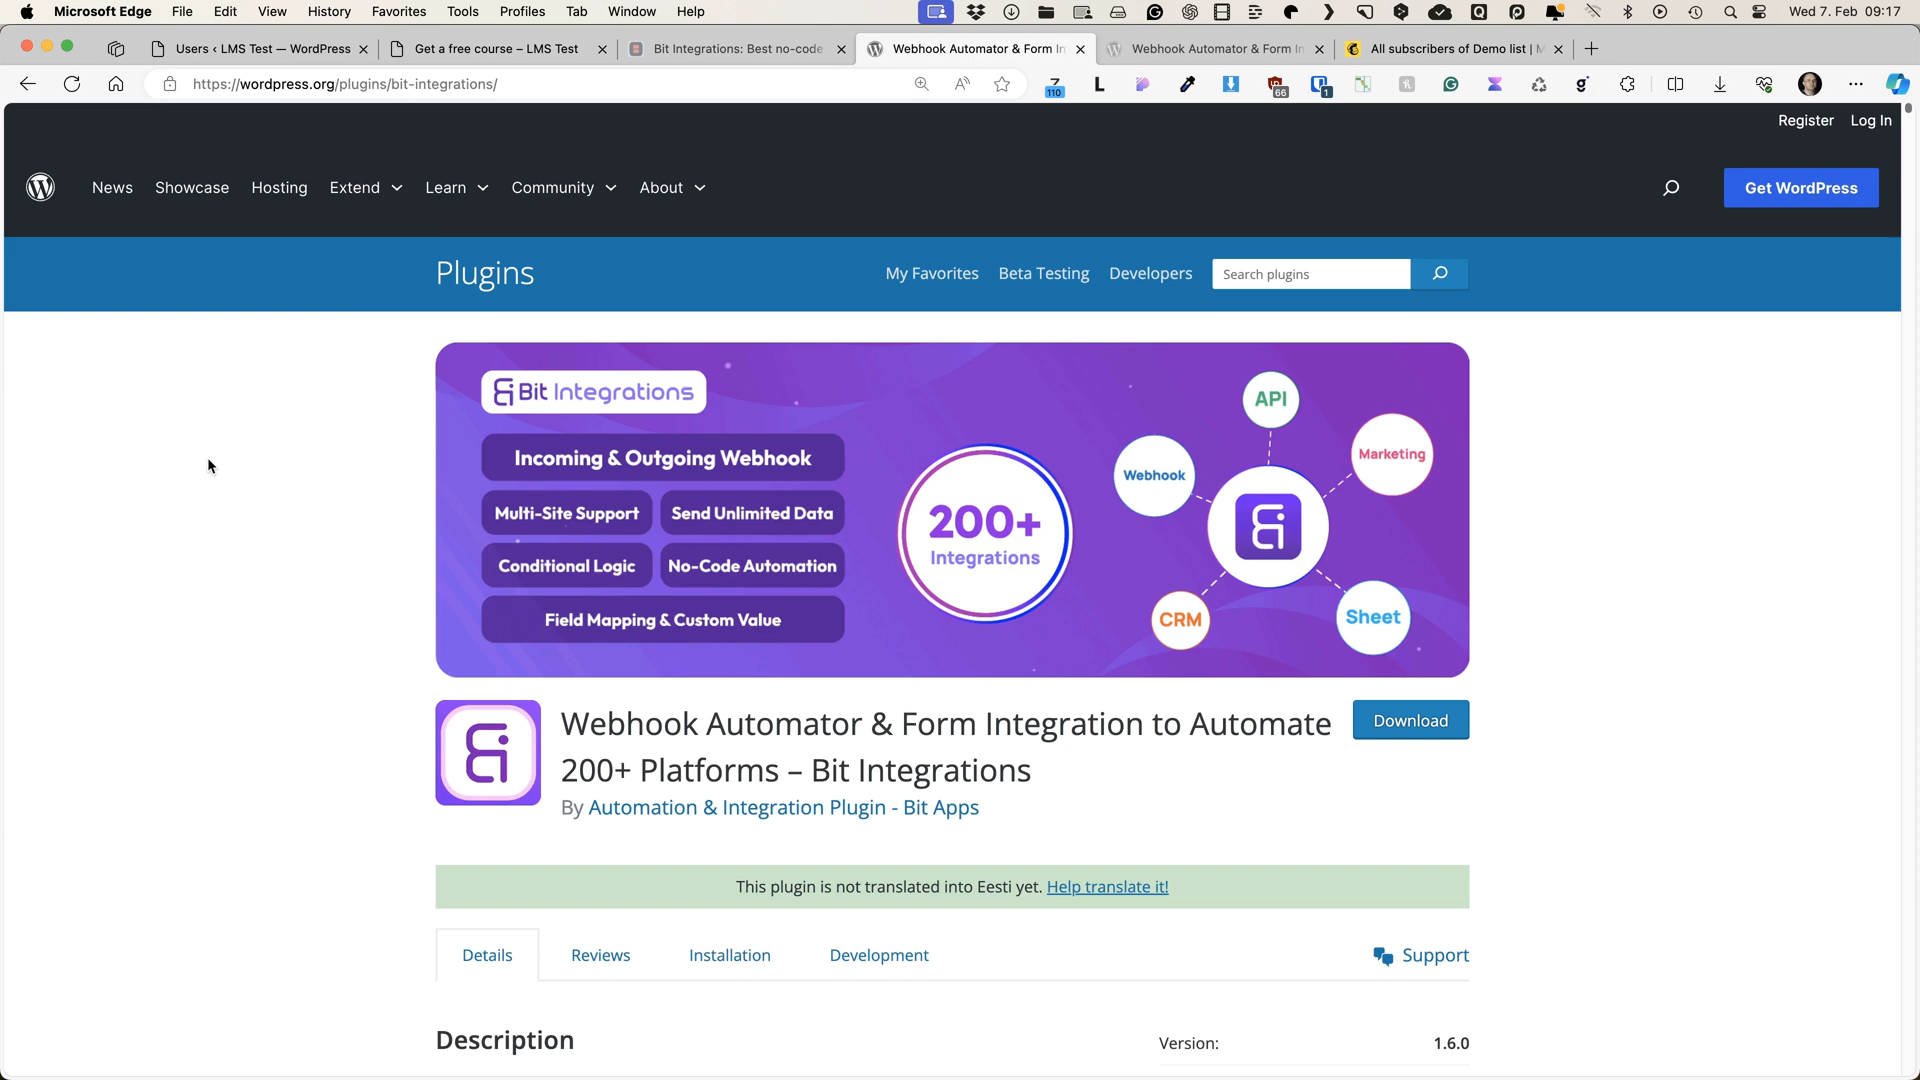 Microsoft Edge File Edit View History Favorites Tools Profiles Tab Window Help Wed 7. Feb 09:17
Users ‹ LMS Test — WordPress
Get a free course – LMS Test
Bit Integrations: Best no-code
Webhook Automator & Form In
Webhook Automator & Form In
All subscribers of Demo list | M
https://wordpress.org/plugins/bit-integrations/
110
66
1
Register Log In
News Showcase Hosting Extend Learn Community About
Get WordPress
Plugins
My Favorites Beta Testing Developers
Search plugins
Bit Integrations
Incoming & Outgoing Webhook
Multi-Site Support
Send Unlimited Data
Conditional Logic
No-Code Automation
Field Mapping & Custom Value
200+
Integrations
API
Webhook
Marketing
CRM
Sheet
Webhook Automator & Form Integration to Automate
200+ Platforms – Bit Integrations
By Automation & Integration Plugin - Bit Apps
Download
This plugin is not translated into Eesti yet. Help translate it!
Details Reviews Installation Development
Support
Description
Version: 1.6.0